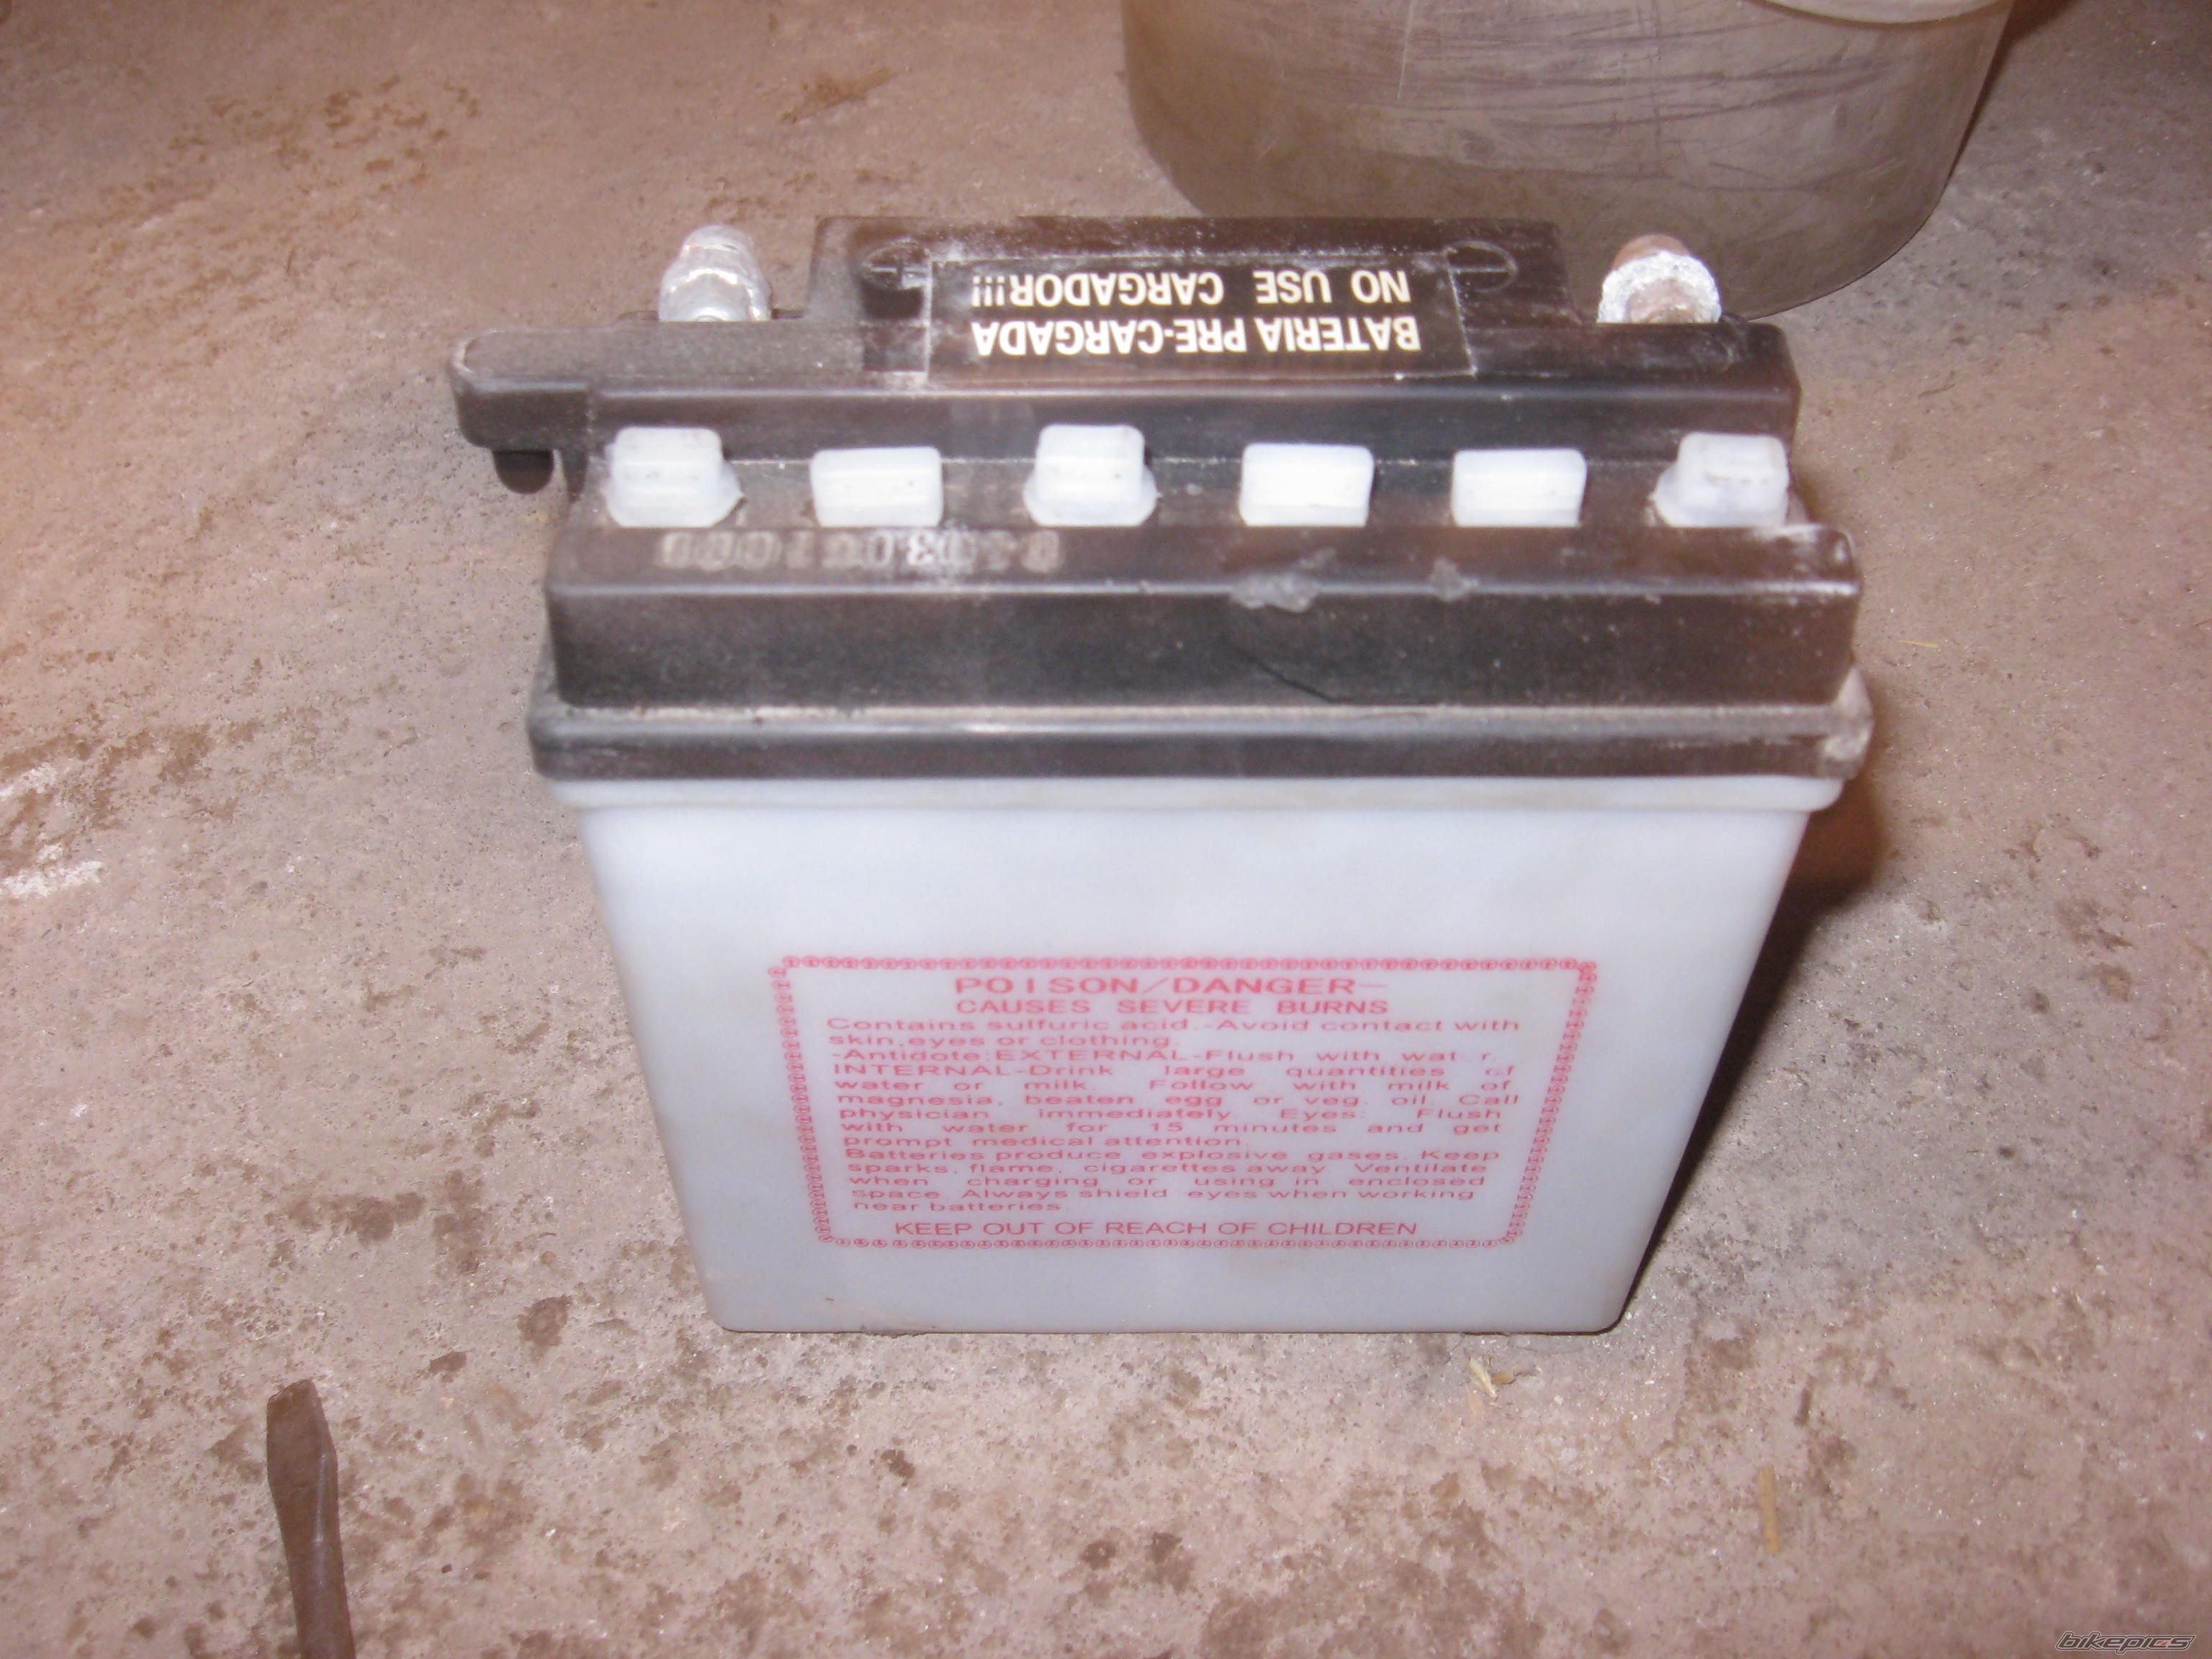 BATERIA PRE-CARGADA
NO USE CARGADOR!!!
POISON/DANGER-
CAUSES SEVERE BURNS
Contains sulfuric acid.-Avoid contact with
skin,eyes or clothing.
-Antidote:EXTERNAL-Flush with wat r.
INTERNAL-Drink large quantities of
water or milk. Follow with milk of
magnesia, beaten egg or veg. oil. Call
physician immediately. Eyes: Flush
with water for 15 minutes and get
prompt medical attention.
Batteries produce explosive gases. Keep
sparks, flame, cigarettes away. Ventilate
when charging or using in enclosed
space. Always shield eyes when working
near batteries.
KEEP OUT OF REACH OF CHILDREN
bikepics